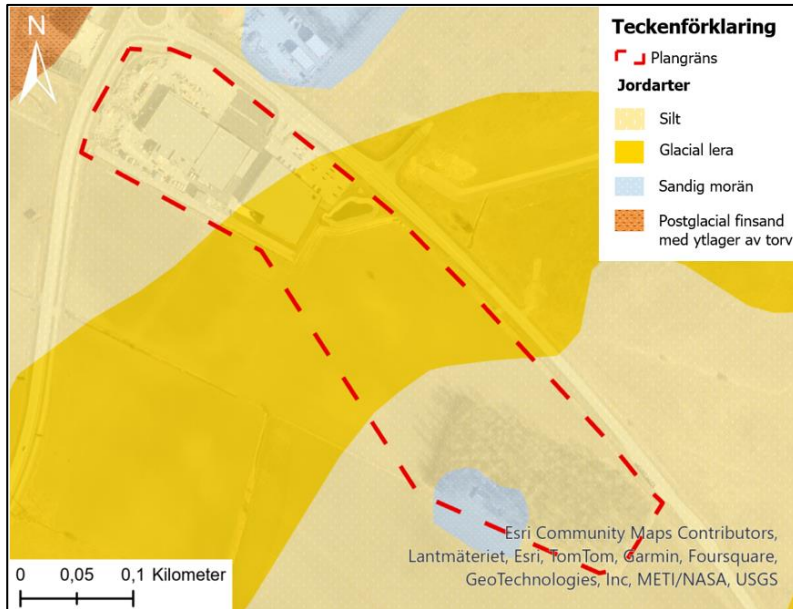 N
Teckenförklaring
Plangräns
Jordarter
Silt
Glacial lera
Sandig morän
Postglacial finsand
med ytlager av torv
Esri Community Maps Contributors,
Lantmäteriet, Esri, TomTom, Garmin, Foursquare,
GeoTechnologies, Inc, METI/NASA, USGS
0 0,05 0,1 Kilometer